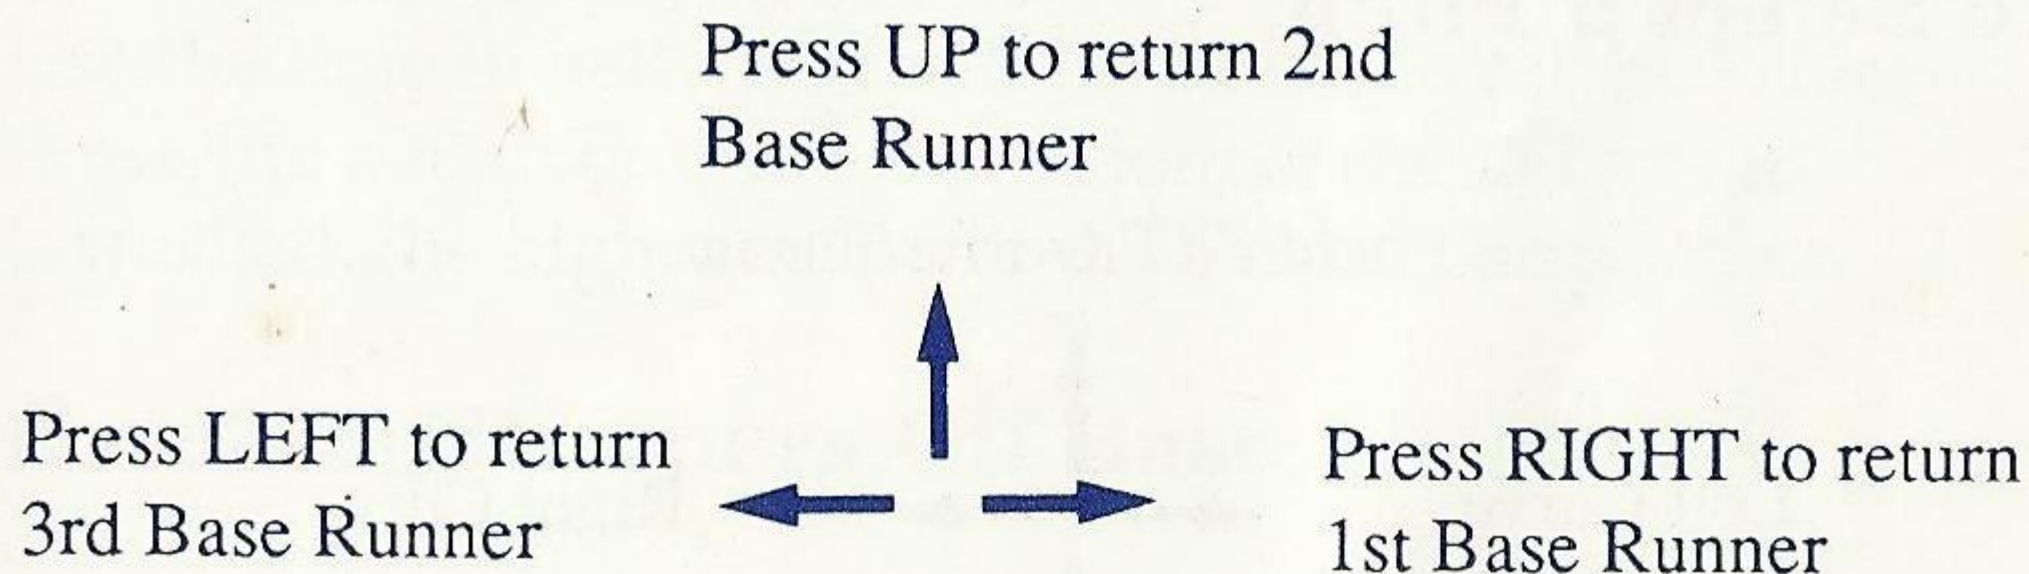 Press UP to return 2nd
Base Runner
Press LEFT to return
3rd Base Runner
Press RIGHT to return
1st Base Runner